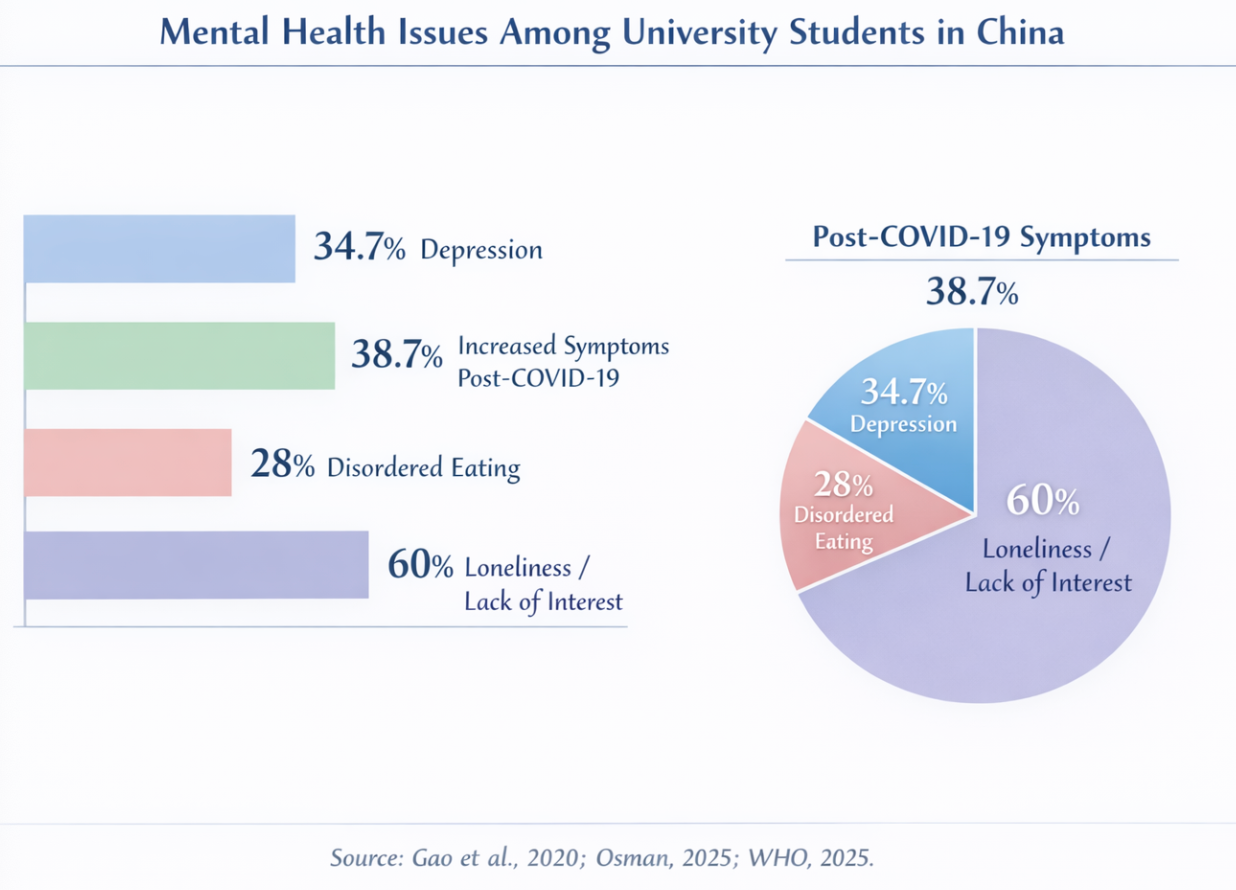 Mental Health Issues Among University Students in China
34.7% Depression
38.7% Increased Symptoms
Post-COVID-19
28% Disordered Eating
60% Loneliness /
Lack of Interest
Post-COVID-19 Symptoms
38.7%
34.7%
Depression
28%
Disordered
Eating
60%
Loneliness /
Lack of Interest
Source: Gao et al., 2020; Osman, 2025; WHO, 2025.